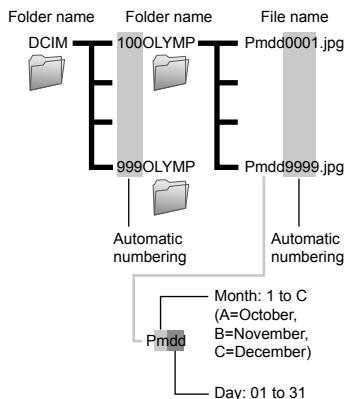 Folder name Folder name File name
DCIM 100OLYMP Pmdd0001.jpg
999OLYMP Pmdd9999.jpg
Automatic numbering
Automatic numbering
Month: 1 to C
(A=October,
B=November,
C=December)
Pmdd
Day: 01 to 31